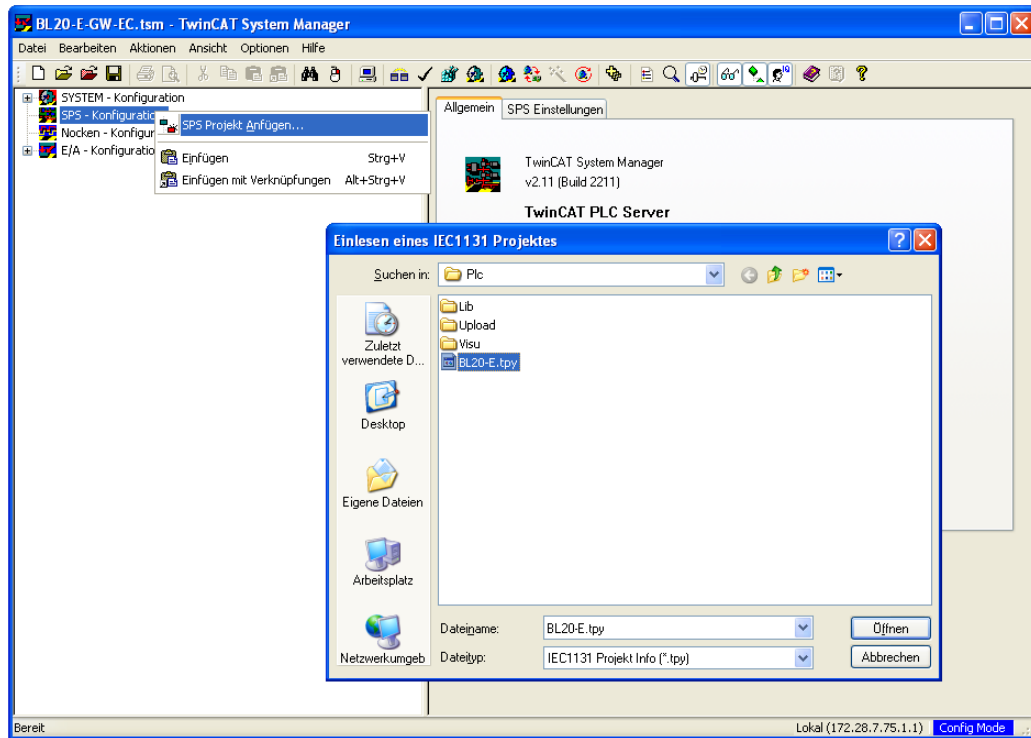 BL20-E-GW-EC.tsm - TwinCAT System Manager
Datei Bearbeiten Aktionen Ansicht Optionen Hilfe
SYSTEM - Konfiguration
SPS - Konfiguration
Nocken - Konfigur
E/A - Konfiguratio
SPS Projekt Anfügen...
Einfügen Strg+V
Einfügen mit Verknüpfungen Alt+Strg+V
Allgemein SPS Einstellungen
TwinCAT System Manager
v2.11 (Build 2211)
TwinCAT PLC Server
Einlesen eines IEC1131 Projektes
Suchen in: Plc
Zuletzt
verwendete D...
Desktop
Eigene Dateien
Arbeitsplatz
Netzwerkumgeb
Lib
Upload
Visu
BL20-E.tpy
Dateiname: BL20-E.tpy Öffnen
Dateityp: IEC1131 Projekt Info (*.tpy) Abbrechen
Bereit Lokal (172.28.7.75.1.1) Config Mode